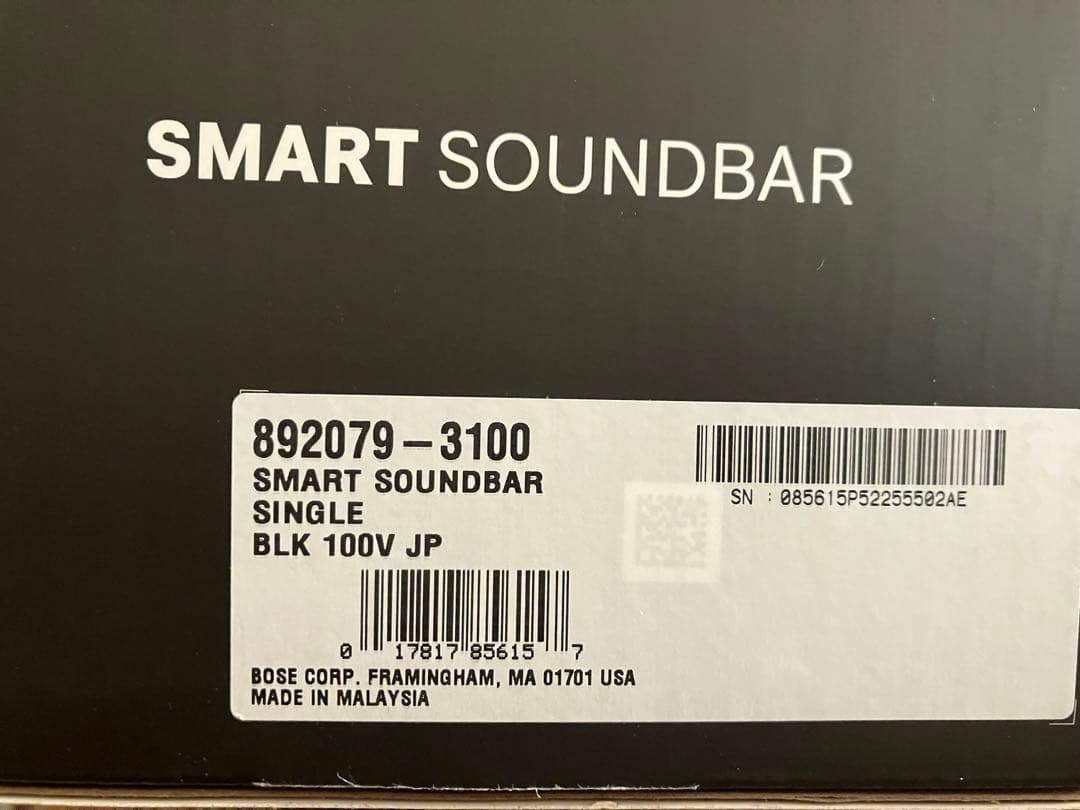 SMART SOUNDBAR
892079-3100
SMART SOUNDBAR
SINGLE
BLK 100V JP
SN : 085615P52255502AE
0 17817 85615 7
BOSE CORP. FRAMINGHAM, MA 01701 USA
MADE IN MALAYSIA